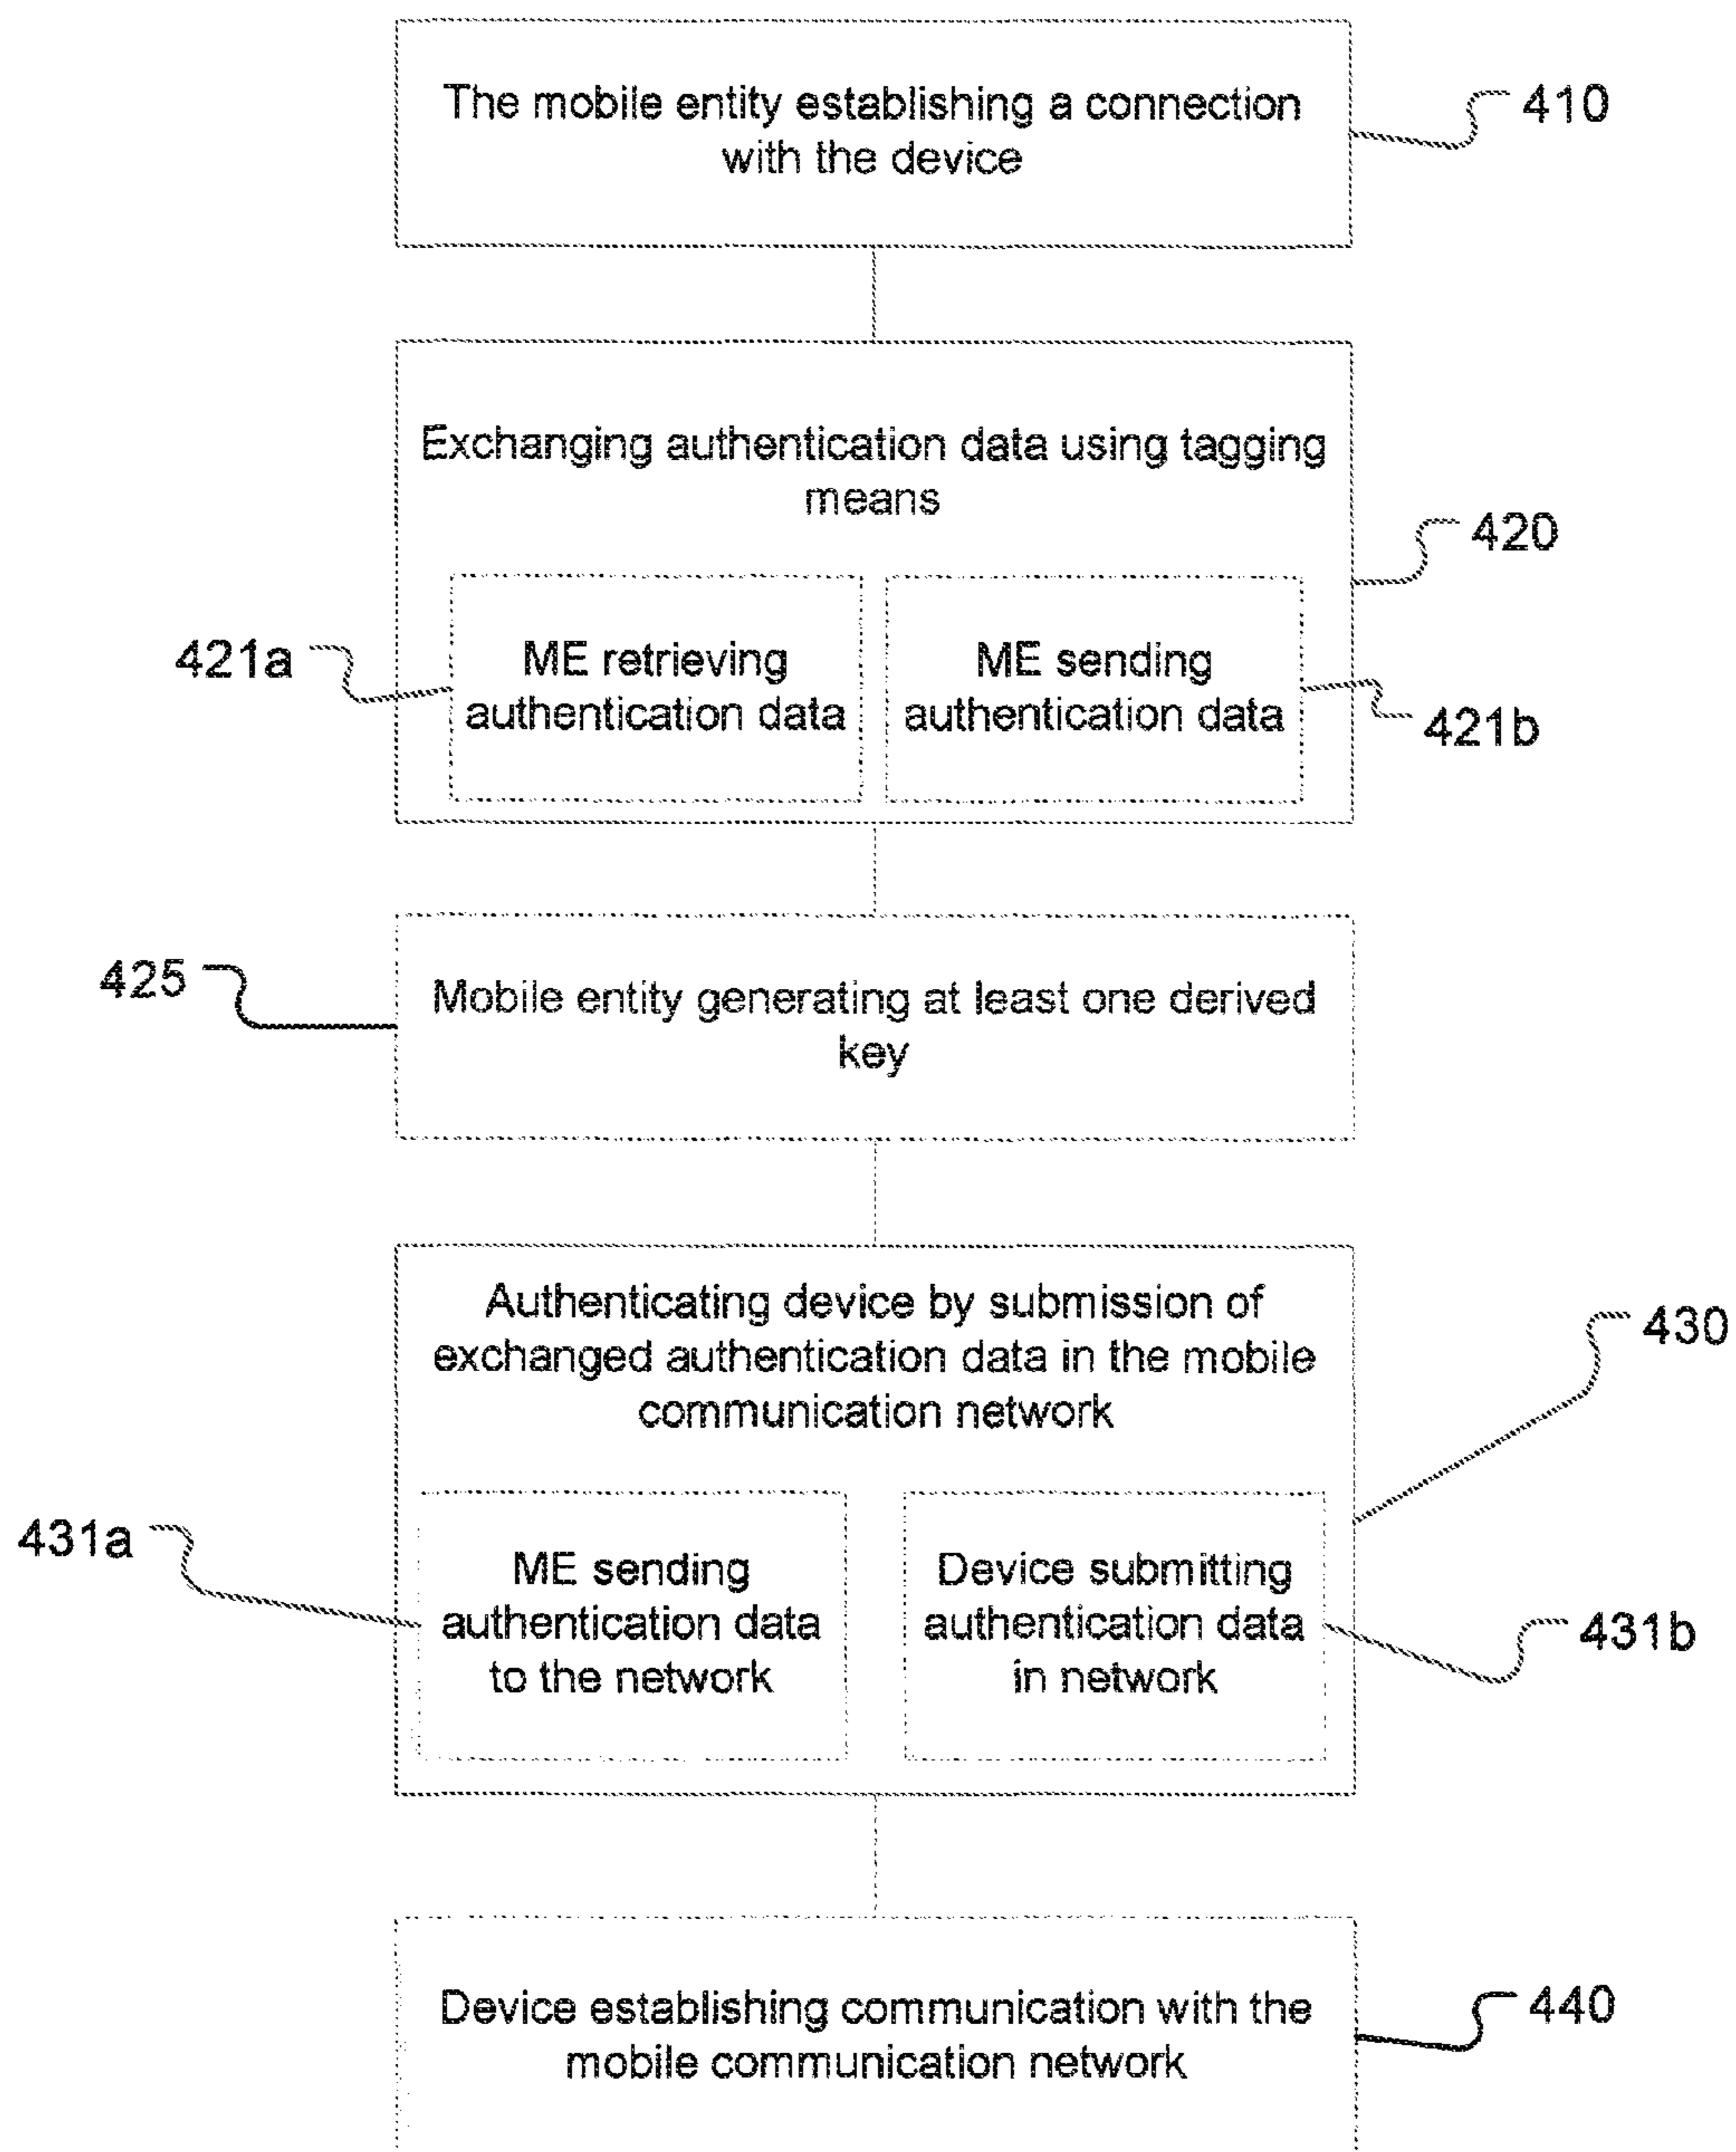 The mobile entity establishing a connection
with the device
410
Exchanging authentication data using tagging
means
420
421a
ME retrieving
authentication data
ME sending
authentication data
421b
425
Mobile entity generating at least one derived
key
Authenticating device by submission of
exchanged authentication data in the mobile
communication network
430
431a
ME sending
authentication data
to the network
Device submitting
authentication data
in network
431b
Device establishing communication with the
mobile communication network
440